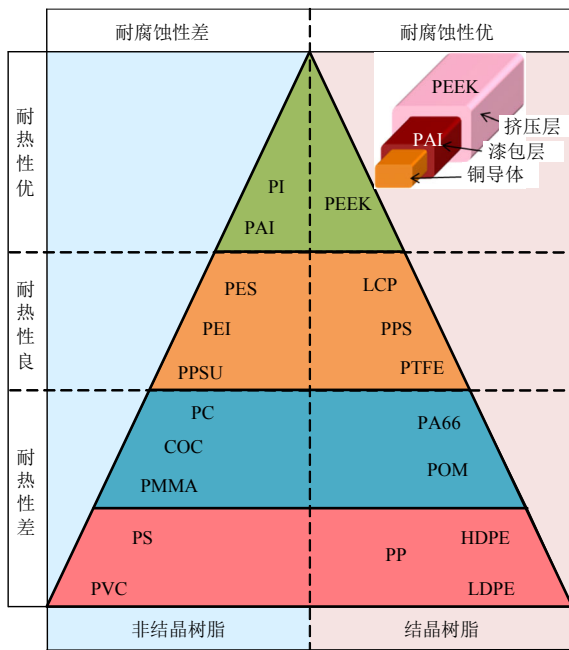 耐腐蚀性差
耐腐蚀性优
耐热性优
PEEK
挤压层
PAI
漆包层
铜导体
PI
PEEK
PAI
耐热性良
PES
LCP
PEI
PPS
PPSU
PTFE
耐热性差
PC
PA66
COC
POM
PMMA
PS
HDPE
PP
PVC
LDPE
非结晶树脂
结晶树脂